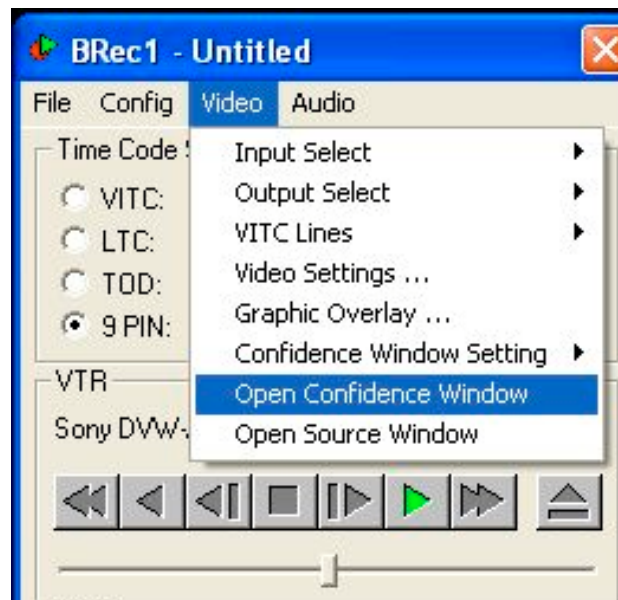 BRec1 - Untitled
File Config Video Audio
Time Code
Input Select
VITC:
Output Select
LTC:
VITC Lines
TOD:
Video Settings ...
9 PIN:
Graphic Overlay ...
Confidence Window Setting
VTR
Open Confidence Window
Sony DVW-
Open Source Window